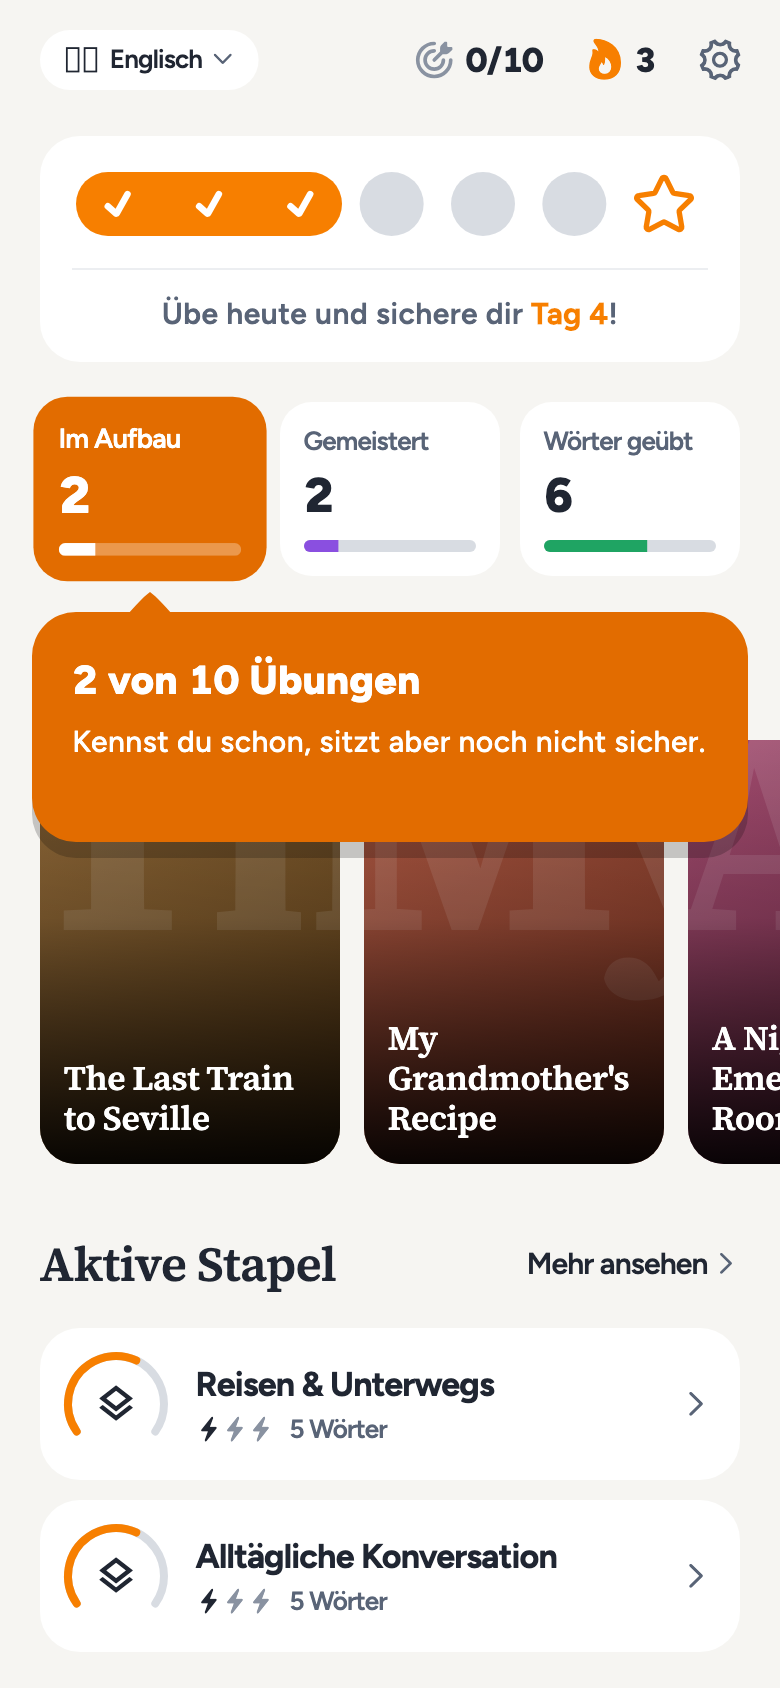 Englisch
0/10
3
Übe heute und sichere dir Tag 4!
Im Aufbau
2
Gemeistert
2
Wörter geübt
6
2 von 10 Übungen
Kennst du schon, sitzt aber noch nicht sicher.
The Last Train
to Seville
My
Grandmother's
Recipe
A
Aktive Stapel
Mehr ansehen
Reisen & Unterwegs
5 Wörter
Alltägliche Konversation
5 Wörter